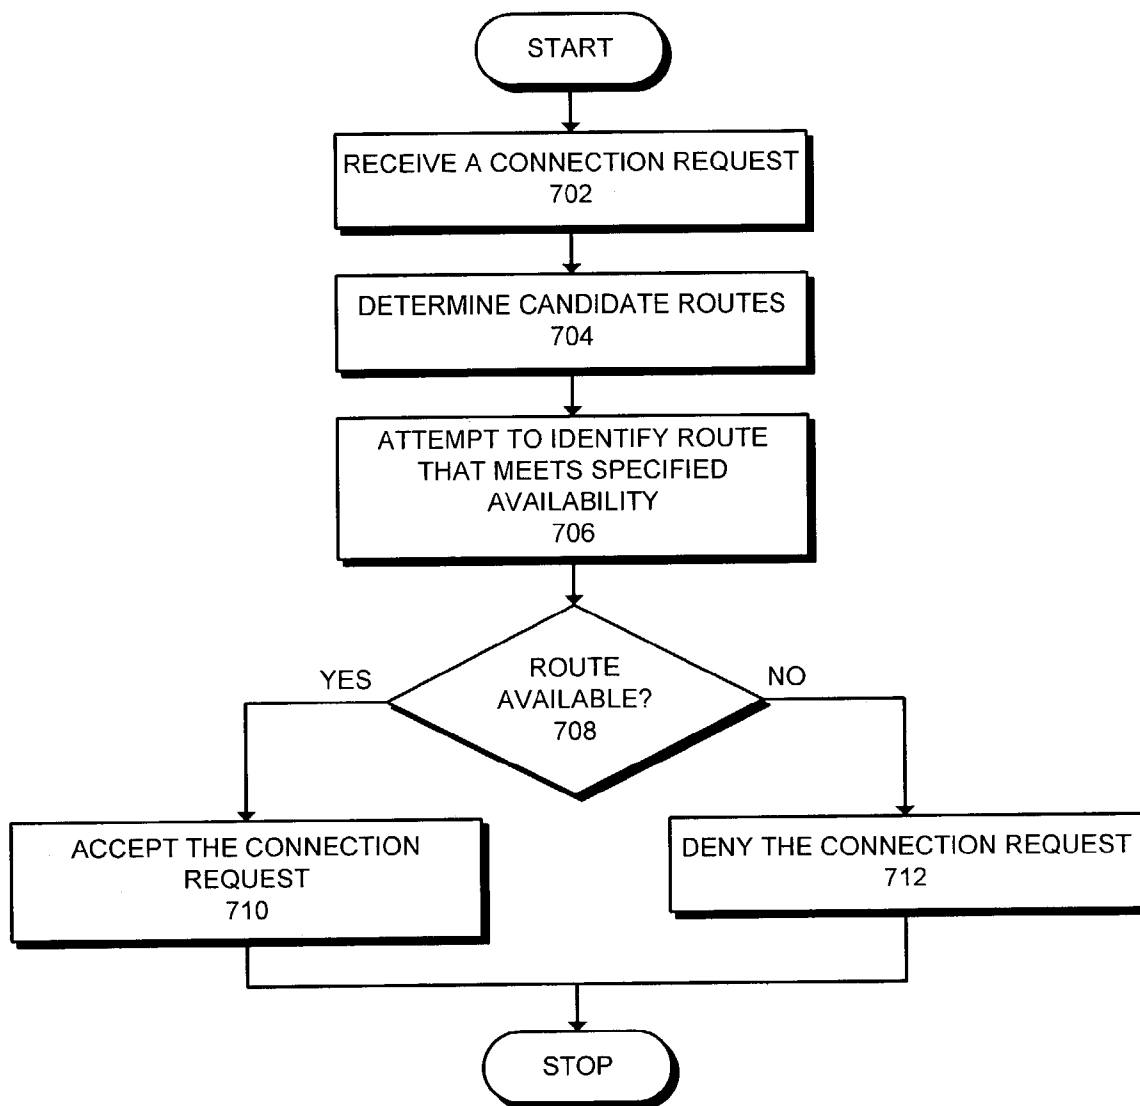 START
RECEIVE A CONNECTION REQUEST
702
DETERMINE CANDIDATE ROUTES
704
ATTEMPT TO IDENTIFY ROUTE
THAT MEETS SPECIFIED
AVAILABILITY
706
ROUTE
AVAILABLE?
708
YES
NO
ACCEPT THE CONNECTION
REQUEST
710
DENY THE CONNECTION REQUEST
712
STOP